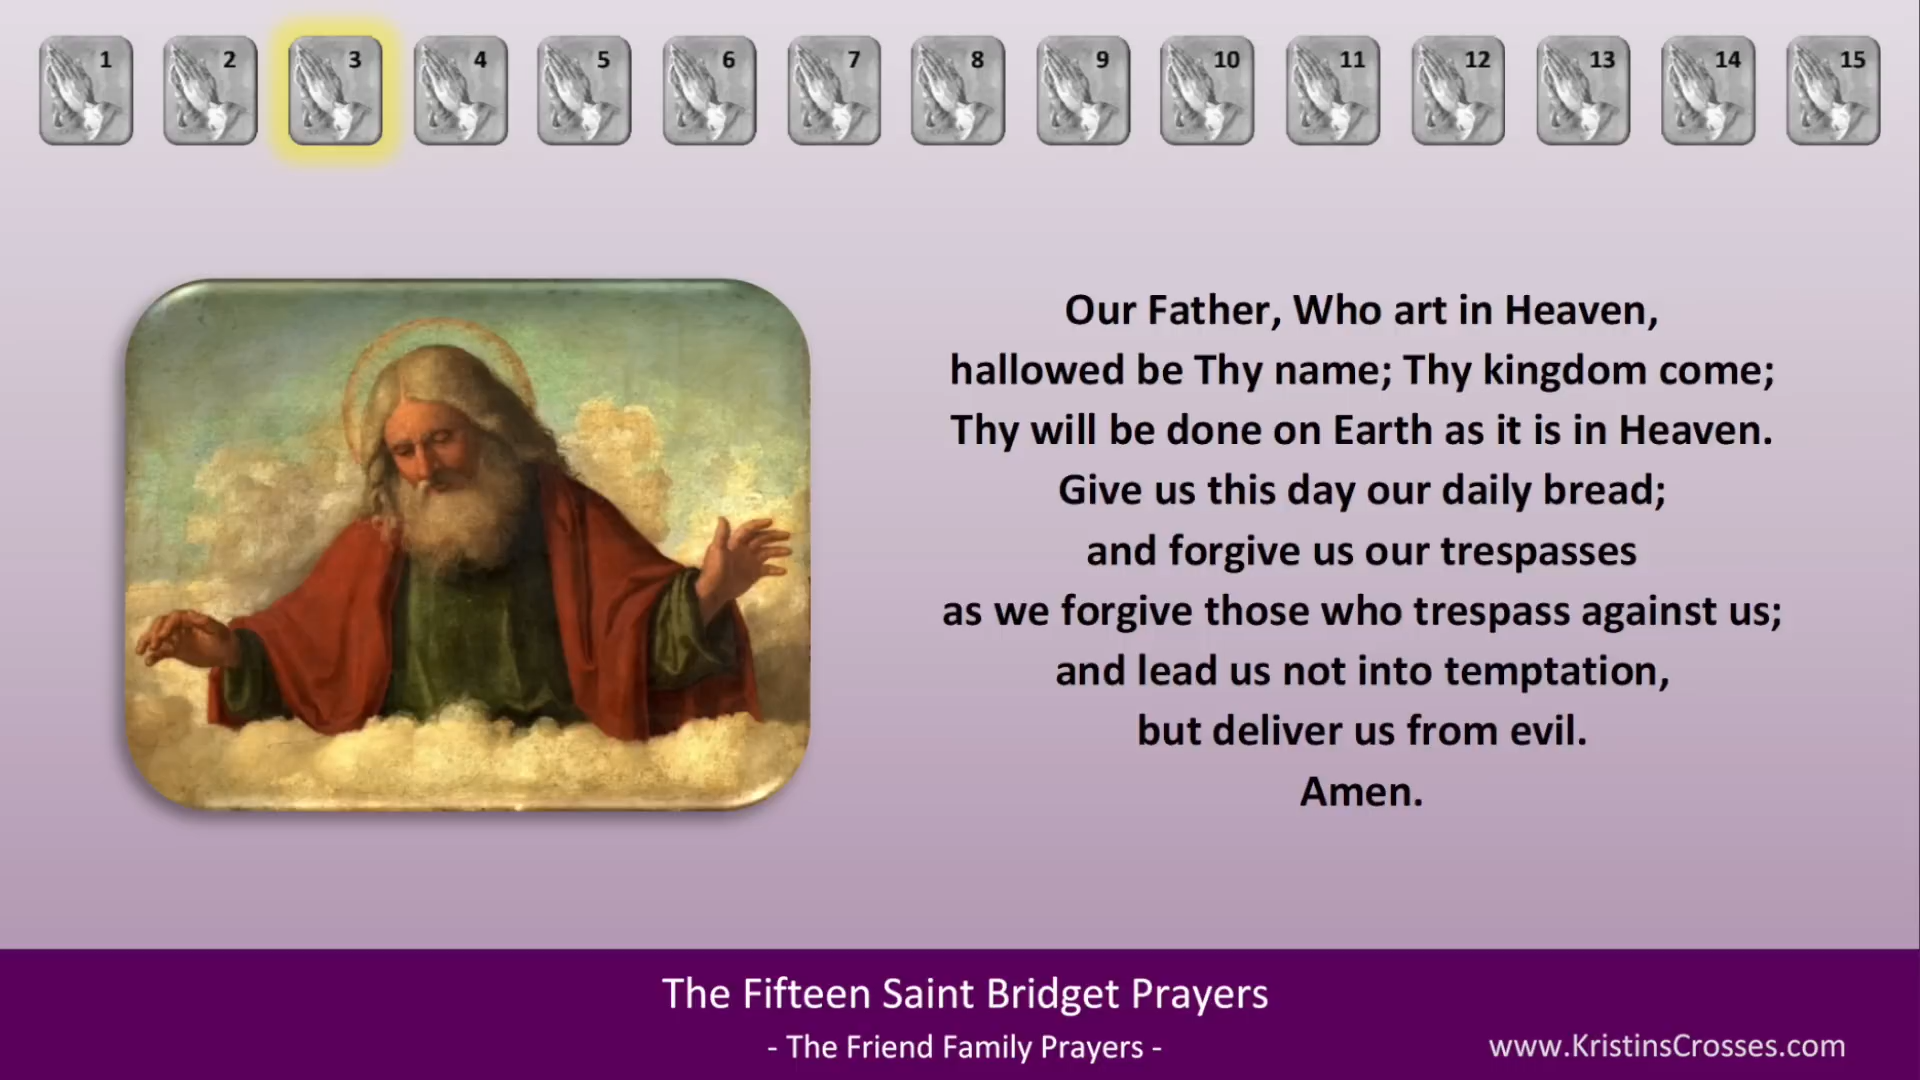 1 2 3 4 5 6 7 8 9 10 11 12 13 14 15
Our Father, Who art in Heaven,
hallowed be Thy name; Thy kingdom come;
Thy will be done on Earth as it is in Heaven.
Give us this day our daily bread;
and forgive us our trespasses
as we forgive those who trespass against us;
and lead us not into temptation,
but deliver us from evil.
Amen.
The Fifteen Saint Bridget Prayers
- The Friend Family Prayers -
www.KristinsCrosses.com